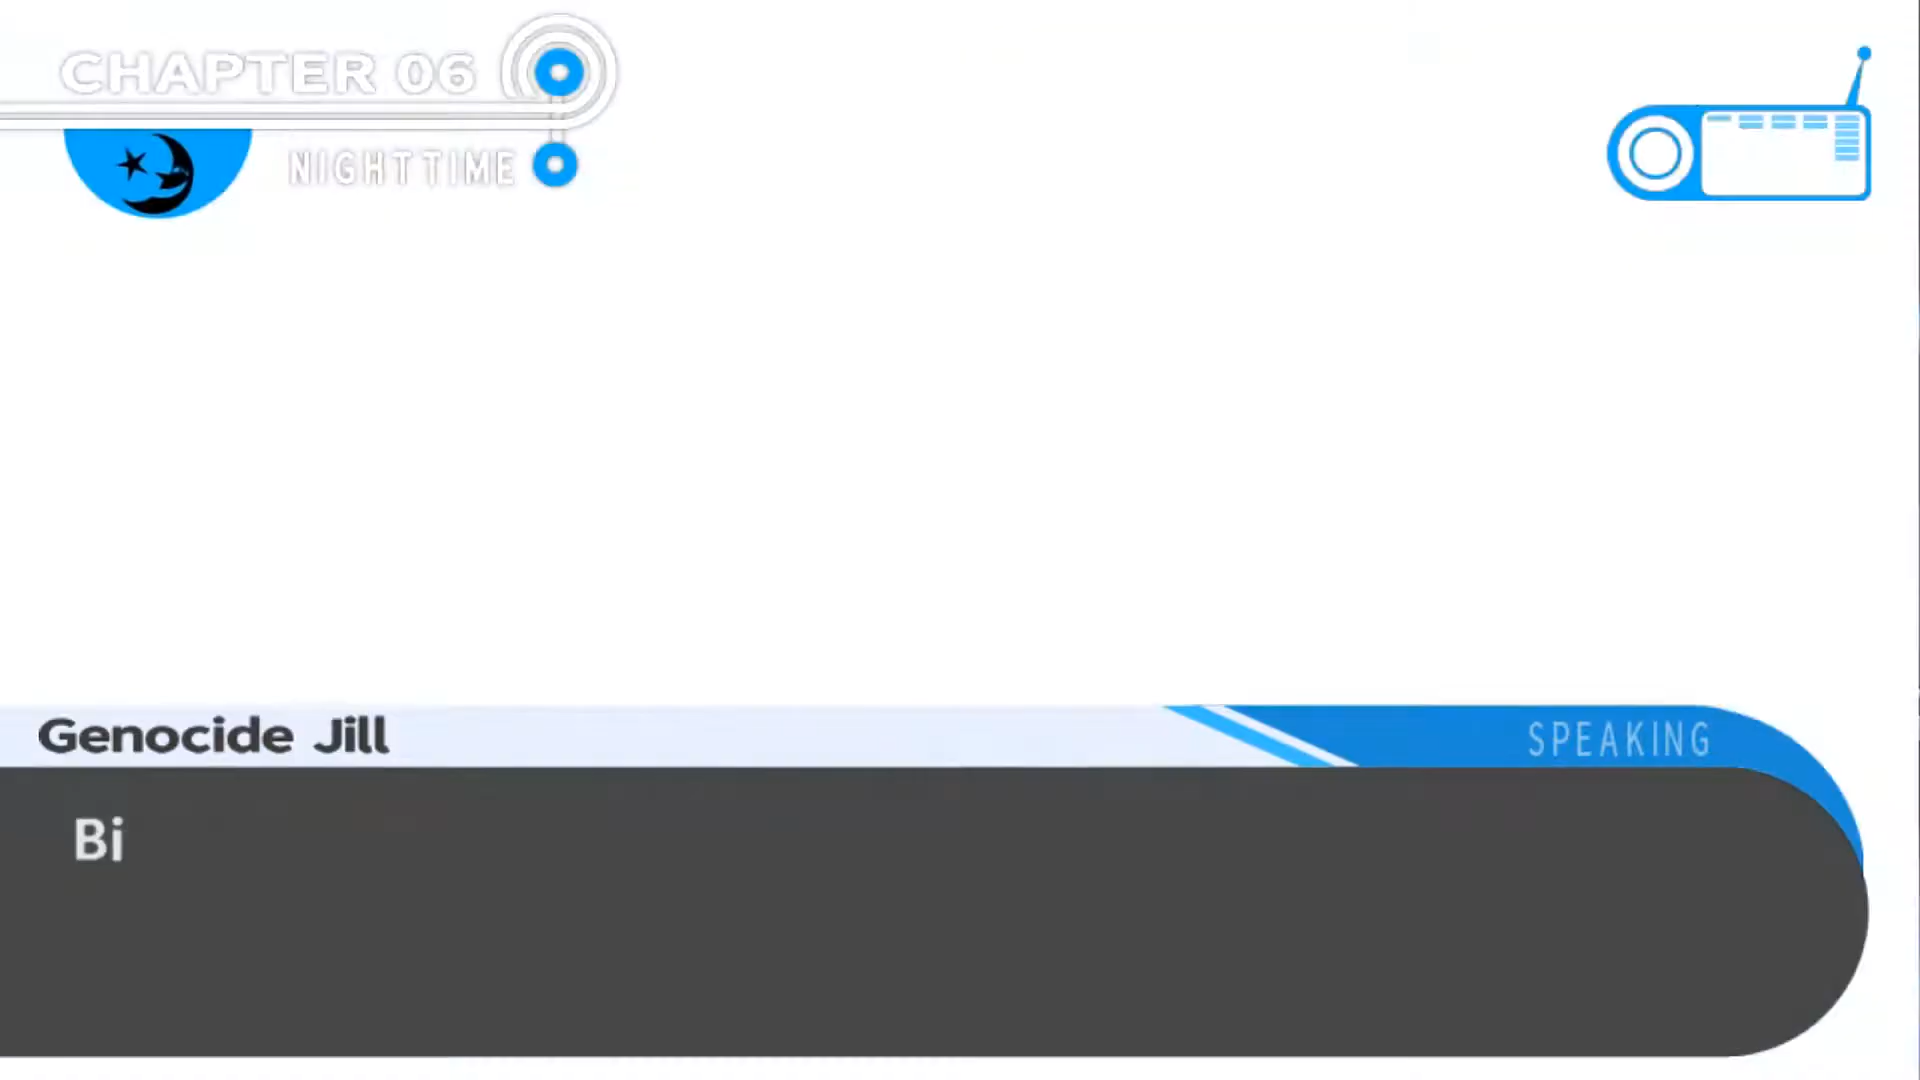 CHAPTER 06
NIGHTTIME
Genocide Jill
SPEAKING
Bi